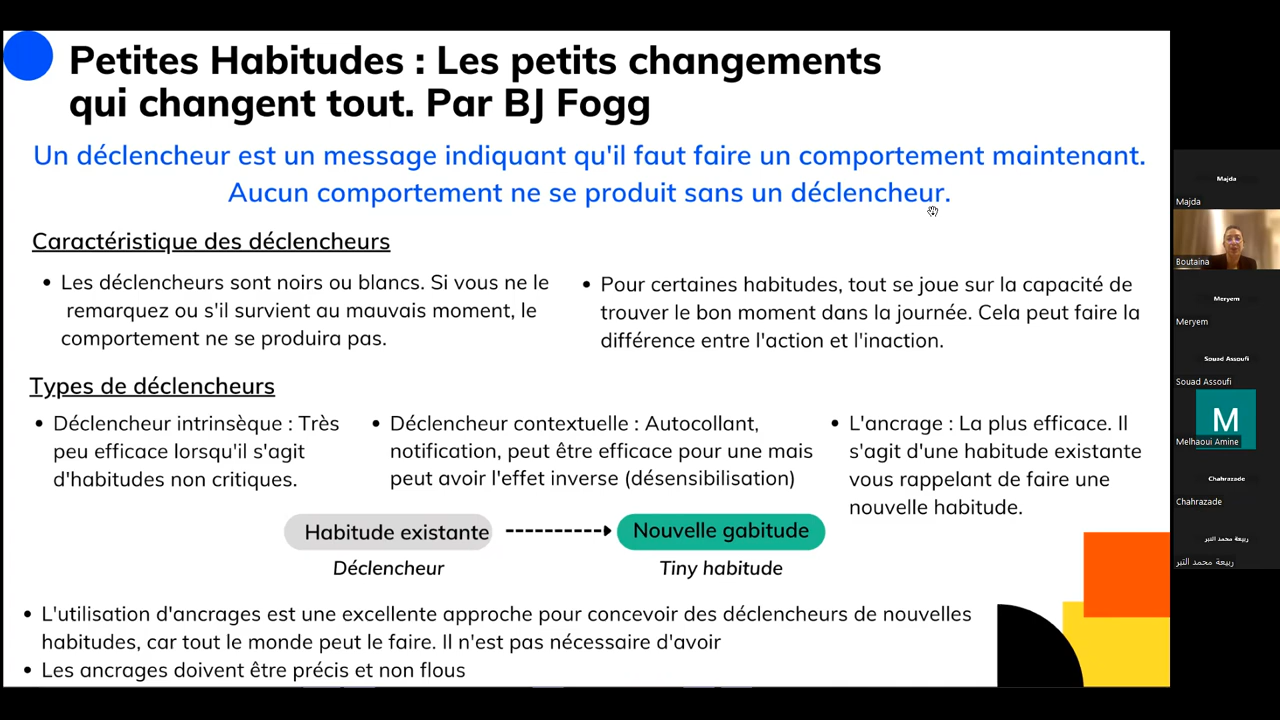 Petites Habitudes : Les petits changements
qui changent tout. Par BJ Fogg
Un déclencheur est un message indiquant qu'il faut faire un comportement maintenant.
Aucun comportement ne se produit sans un déclencheur.
Caractéristique des déclencheurs
• Les déclencheurs sont noirs ou blancs. Si vous ne le
remarquez ou s'il survient au mauvais moment, le
comportement ne se produira pas.
• Pour certaines habitudes, tout se joue sur la capacité de
trouver le bon moment dans la journée. Cela peut faire la
différence entre l'action et l'inaction.
Types de déclencheurs
• Déclencheur intrinsèque : Très
peu efficace lorsqu'il s'agit
d'habitudes non critiques.
• Déclencheur contextuelle : Autocollant,
notification, peut être efficace pour une mais
peut avoir l'effet inverse (désensibilisation)
• L'ancrage : La plus efficace. Il
s'agit d'une habitude existante
vous rappelant de faire une
nouvelle habitude.
Habitude existante
Nouvelle gabitude
Déclencheur
Tiny habitude
• L'utilisation d'ancrages est une excellente approche pour concevoir des déclencheurs de nouvelles
habitudes, car tout le monde peut le faire. Il n'est pas nécessaire d'avoir
• Les ancrages doivent être précis et non flous
Majda
Majda
Boutaina
Meryem
Meryem
Souad Assoufi
Souad Assoufi
M
Melhaoui Amine
Chahrazade
Chahrazade
ربيعة محمد التبر
ربيعة محمد التبر